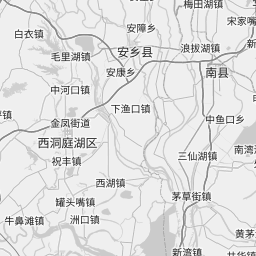 梅田湖镇
安障乡
宋家嘴
白衣镇
安乡县
浪拔湖镇
毛里湖镇
安康乡
南县
中河口镇
下渔口镇
金凤街道
中鱼口乡
西洞庭湖区
南湾
祝丰镇
三仙湖镇
西湖镇
茅草街镇
罐头嘴镇
牛鼻滩镇
洲口镇
黄茅
新湾镇